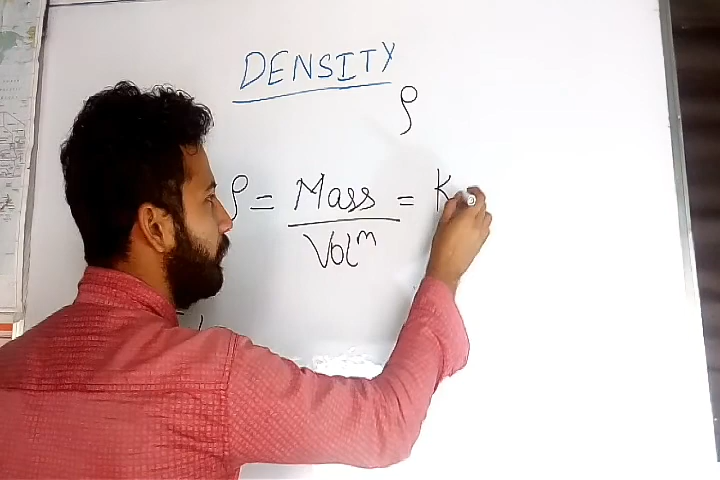 DENSITY
ρ
ρ = Mass = K
Volᵐ